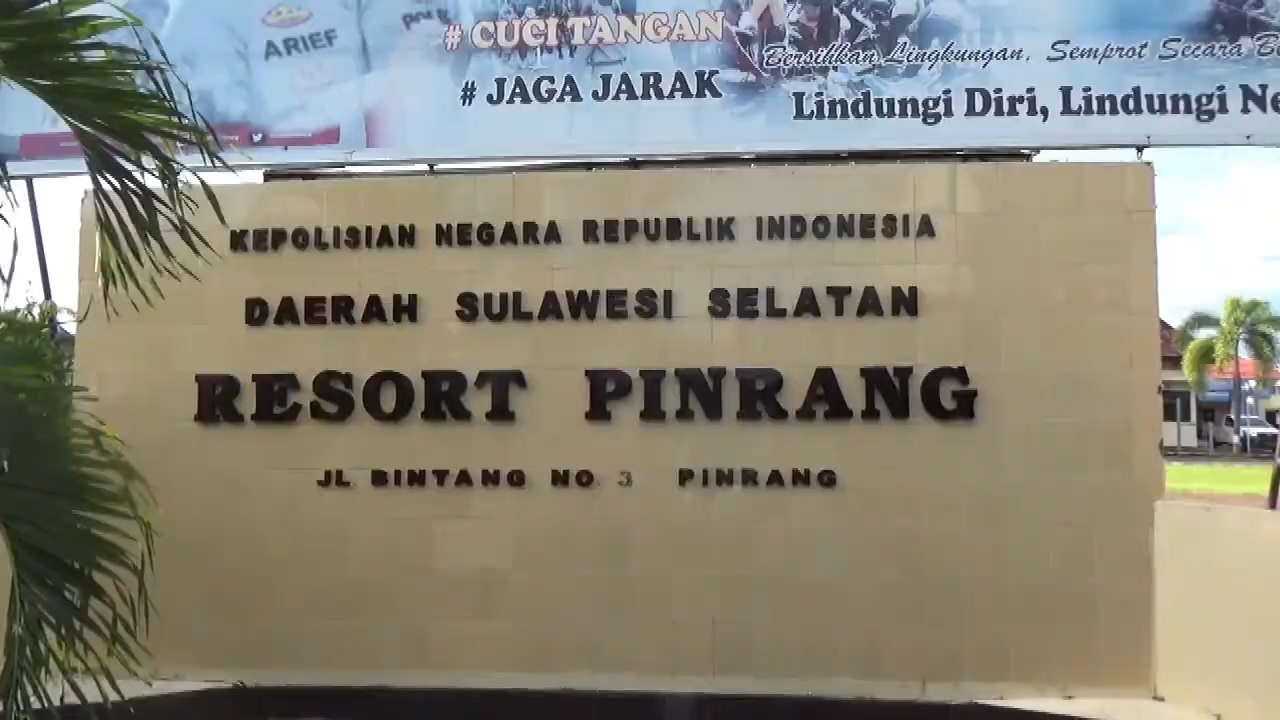 ARIEF
# CUCI TANGAN
# JAGA JARAK
Bersihkan Lingkungan, Semprot Secara
Lindungi Diri, Lindungi
KEPOLISIAN NEGARA REPUBLIK INDONESIA
DAERAH SULAWESI SELATAN
RESORT PINRANG
JL BINTANG NO. 3 PINRANG